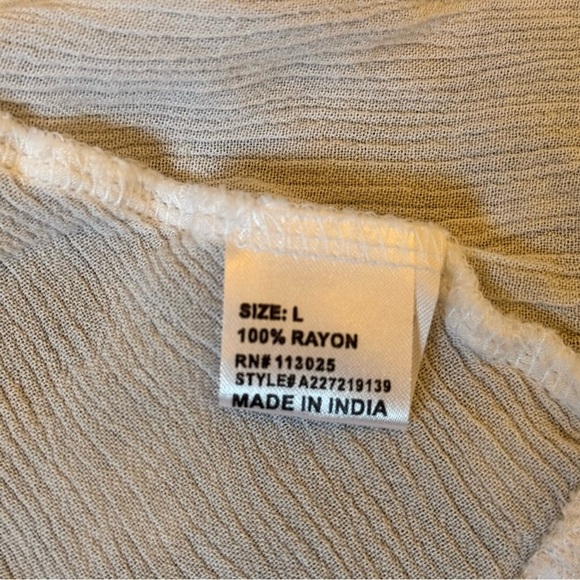 SIZE: L
100% RAYON
RN# 113025
STYLE# A227219139
MADE IN INDIA